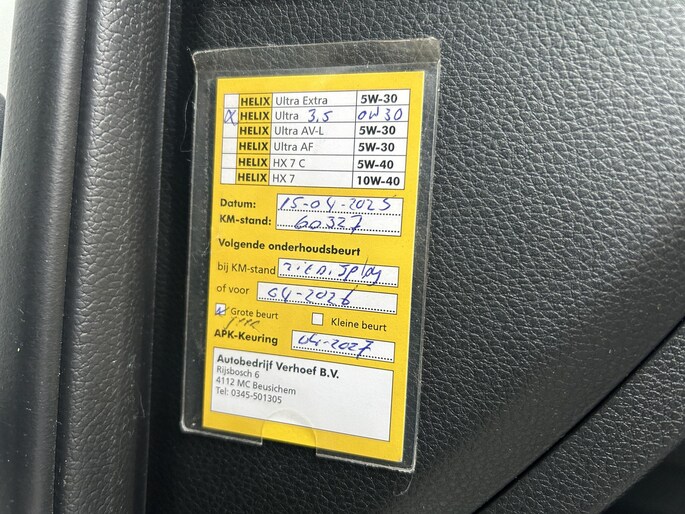 HELIX Ultra Extra 5W-30
HELIX Ultra 3,5 0W30
HELIX Ultra AV-L 5W-30
HELIX Ultra AF 5W-30
HELIX HX 7 C 5W-40
HELIX HX 7 10W-40
Datum: 15-04-2025
KM-stand: 60327
Volgende onderhoudsbeurt
bij KM-stand
of voor 04-2026
Grote beurt
Kleine beurt
APK-Keuring 04-2027
Autobedrijf Verhoef B.V.
Rijsbosch 6
4112 MC Beusichem
Tel: 0345-501305